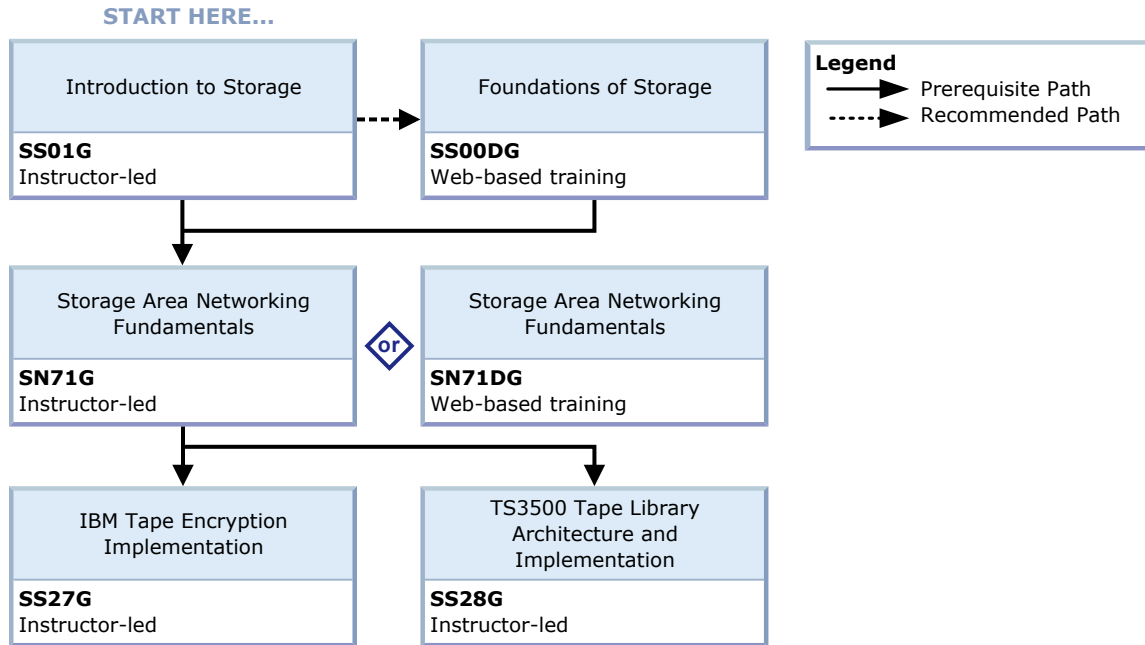 START HERE...
Introduction to Storage
SS01G
Instructor-led
Foundations of Storage
SS00DG
Web-based training
Legend
Prerequisite Path
Recommended Path
Storage Area Networking
Fundamentals
SN71G
Instructor-led
or
Storage Area Networking
Fundamentals
SN71DG
Web-based training
IBM Tape Encryption
Implementation
SS27G
Instructor-led
TS3500 Tape Library
Architecture and
Implementation
SS28G
Instructor-led